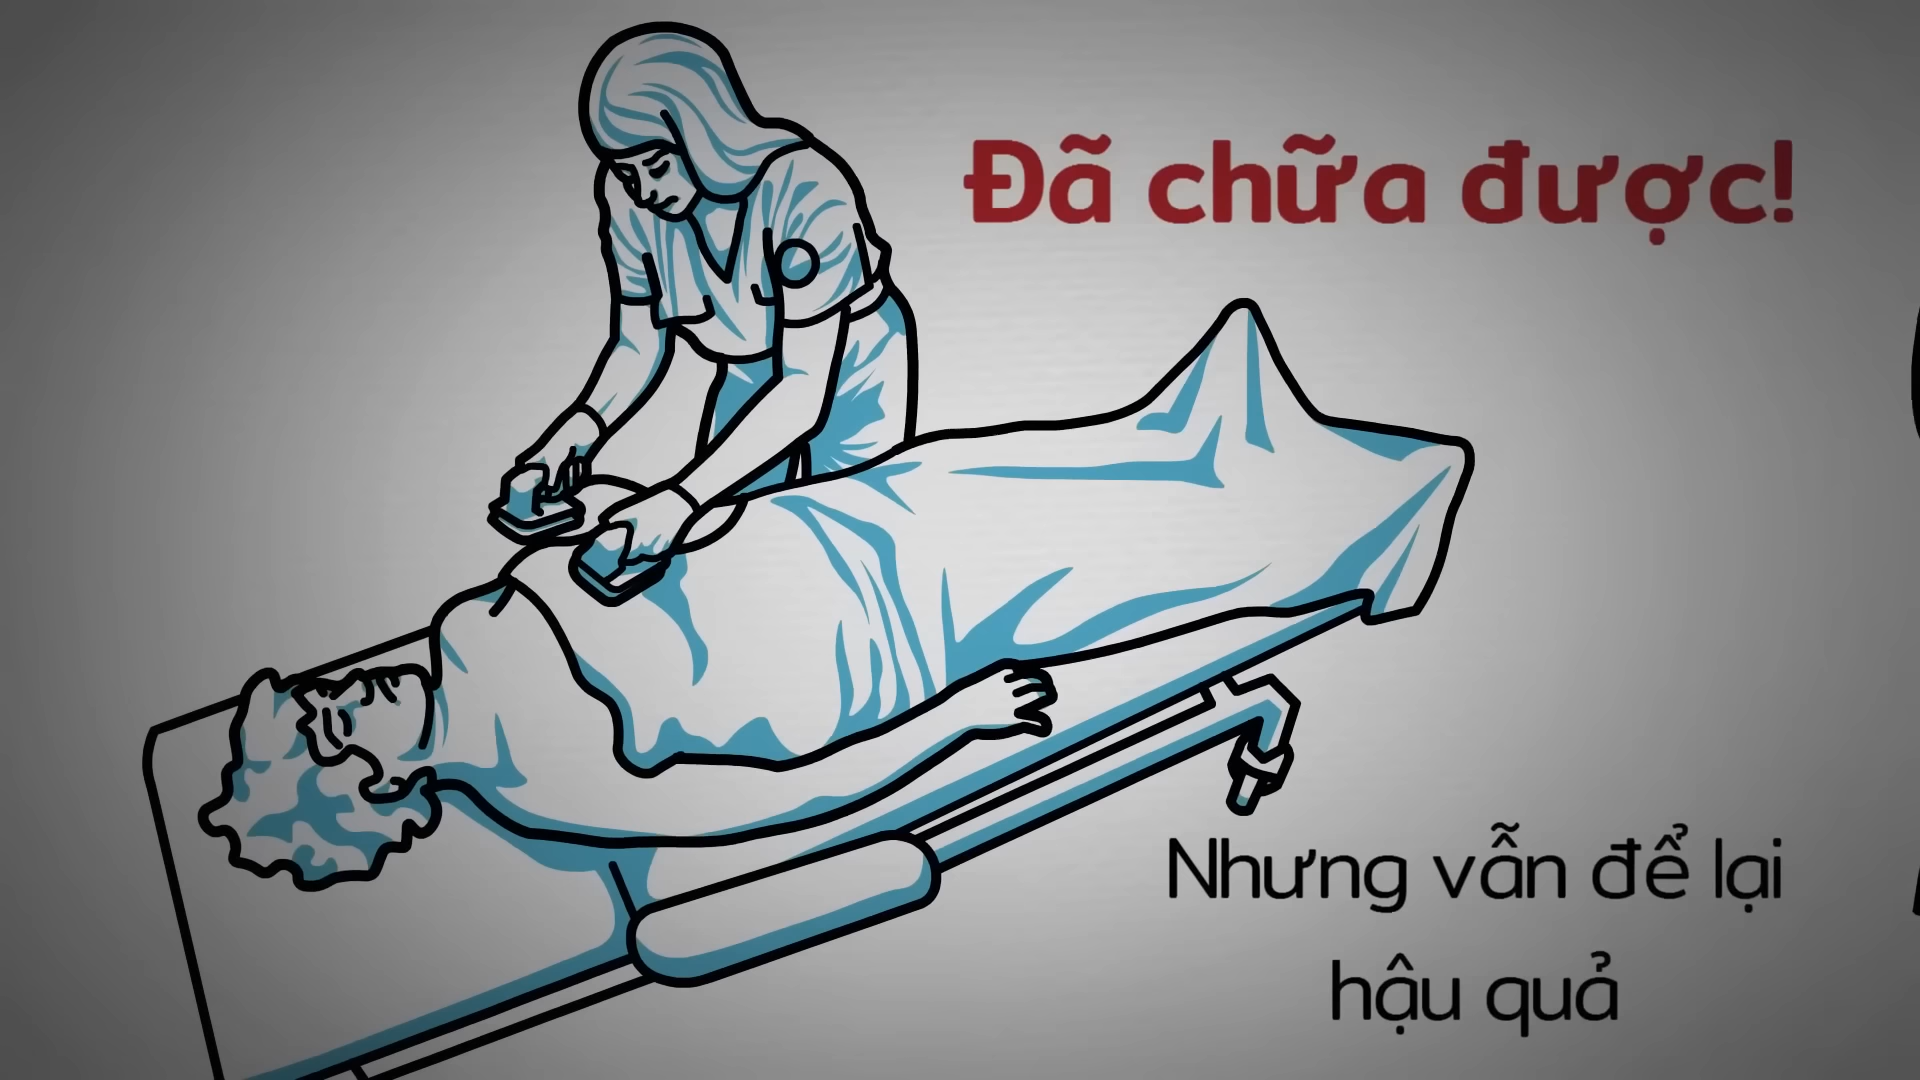 Đã chữa được!
Nhưng vẫn để lại
hậu quả